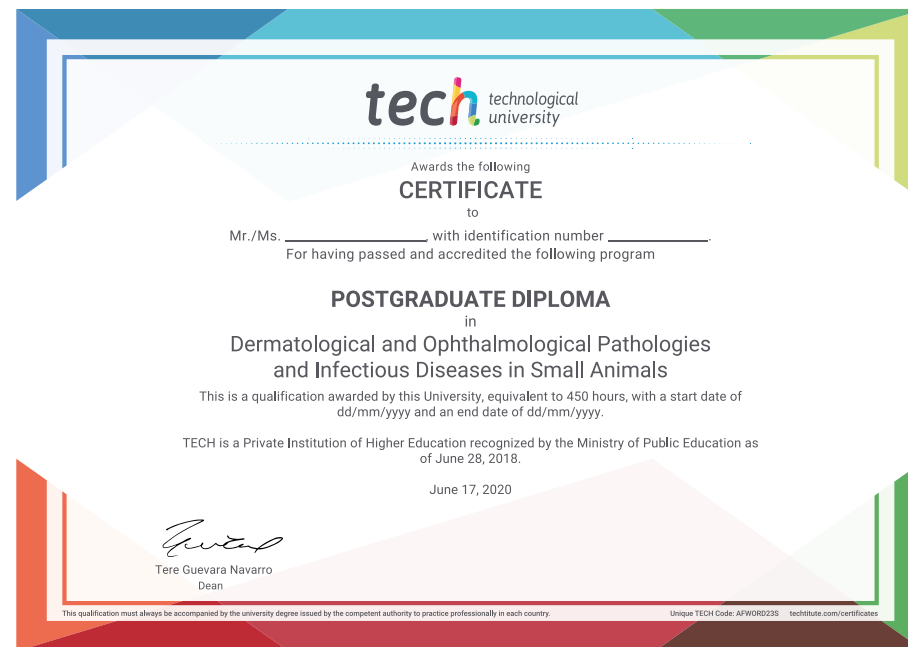 tech technological
university
Awards the following
CERTIFICATE
to
Mr./Ms. ____________, with identification number ____________.
For having passed and accredited the following program
POSTGRADUATE DIPLOMA
in
Dermatological and Ophthalmological Pathologies
and Infectious Diseases in Small Animals
This is a qualification awarded by this University, equivalent to 450 hours, with a start date of
dd/mm/yyyy and an end date of dd/mm/yyyy.
TECH is a Private Institution of Higher Education recognized by the Ministry of Public Education as
of June 28, 2018.
June 17, 2020
Tere Guevara Navarro
Dean
This qualification must always be accompanied by the university degree issued by the competent authority to practice professionally in each country. Unique TECH Code: AFWORD23S techtitute.com/certificates